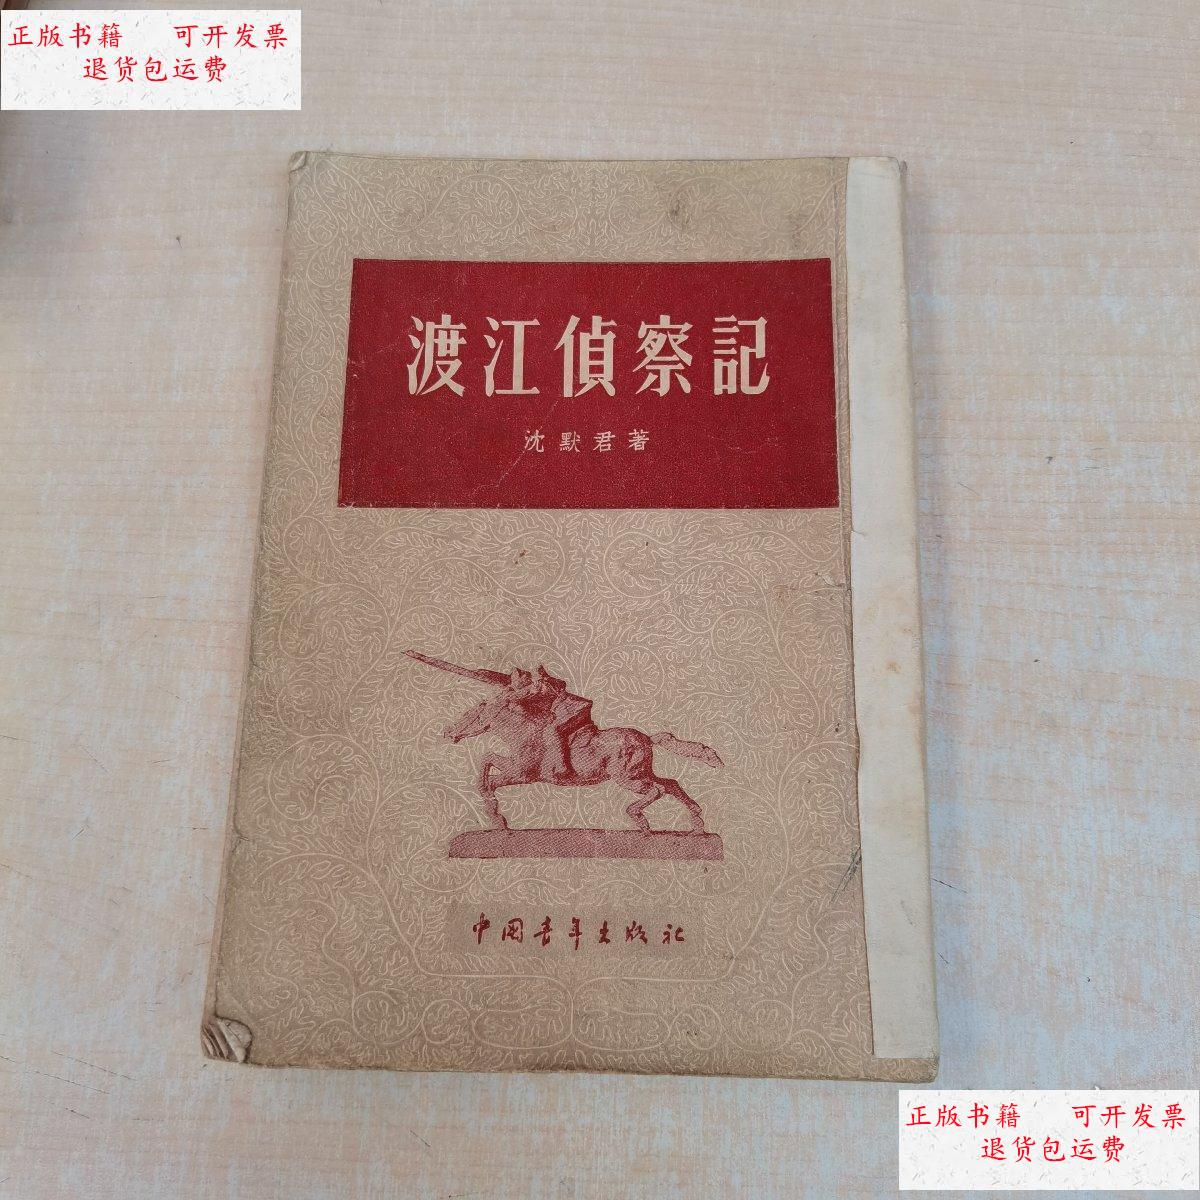 正版书籍 可开发票
退货包运费
渡江偵察記
沈默君著
中国青年出版社
正版书籍 可开发票
退货包运费